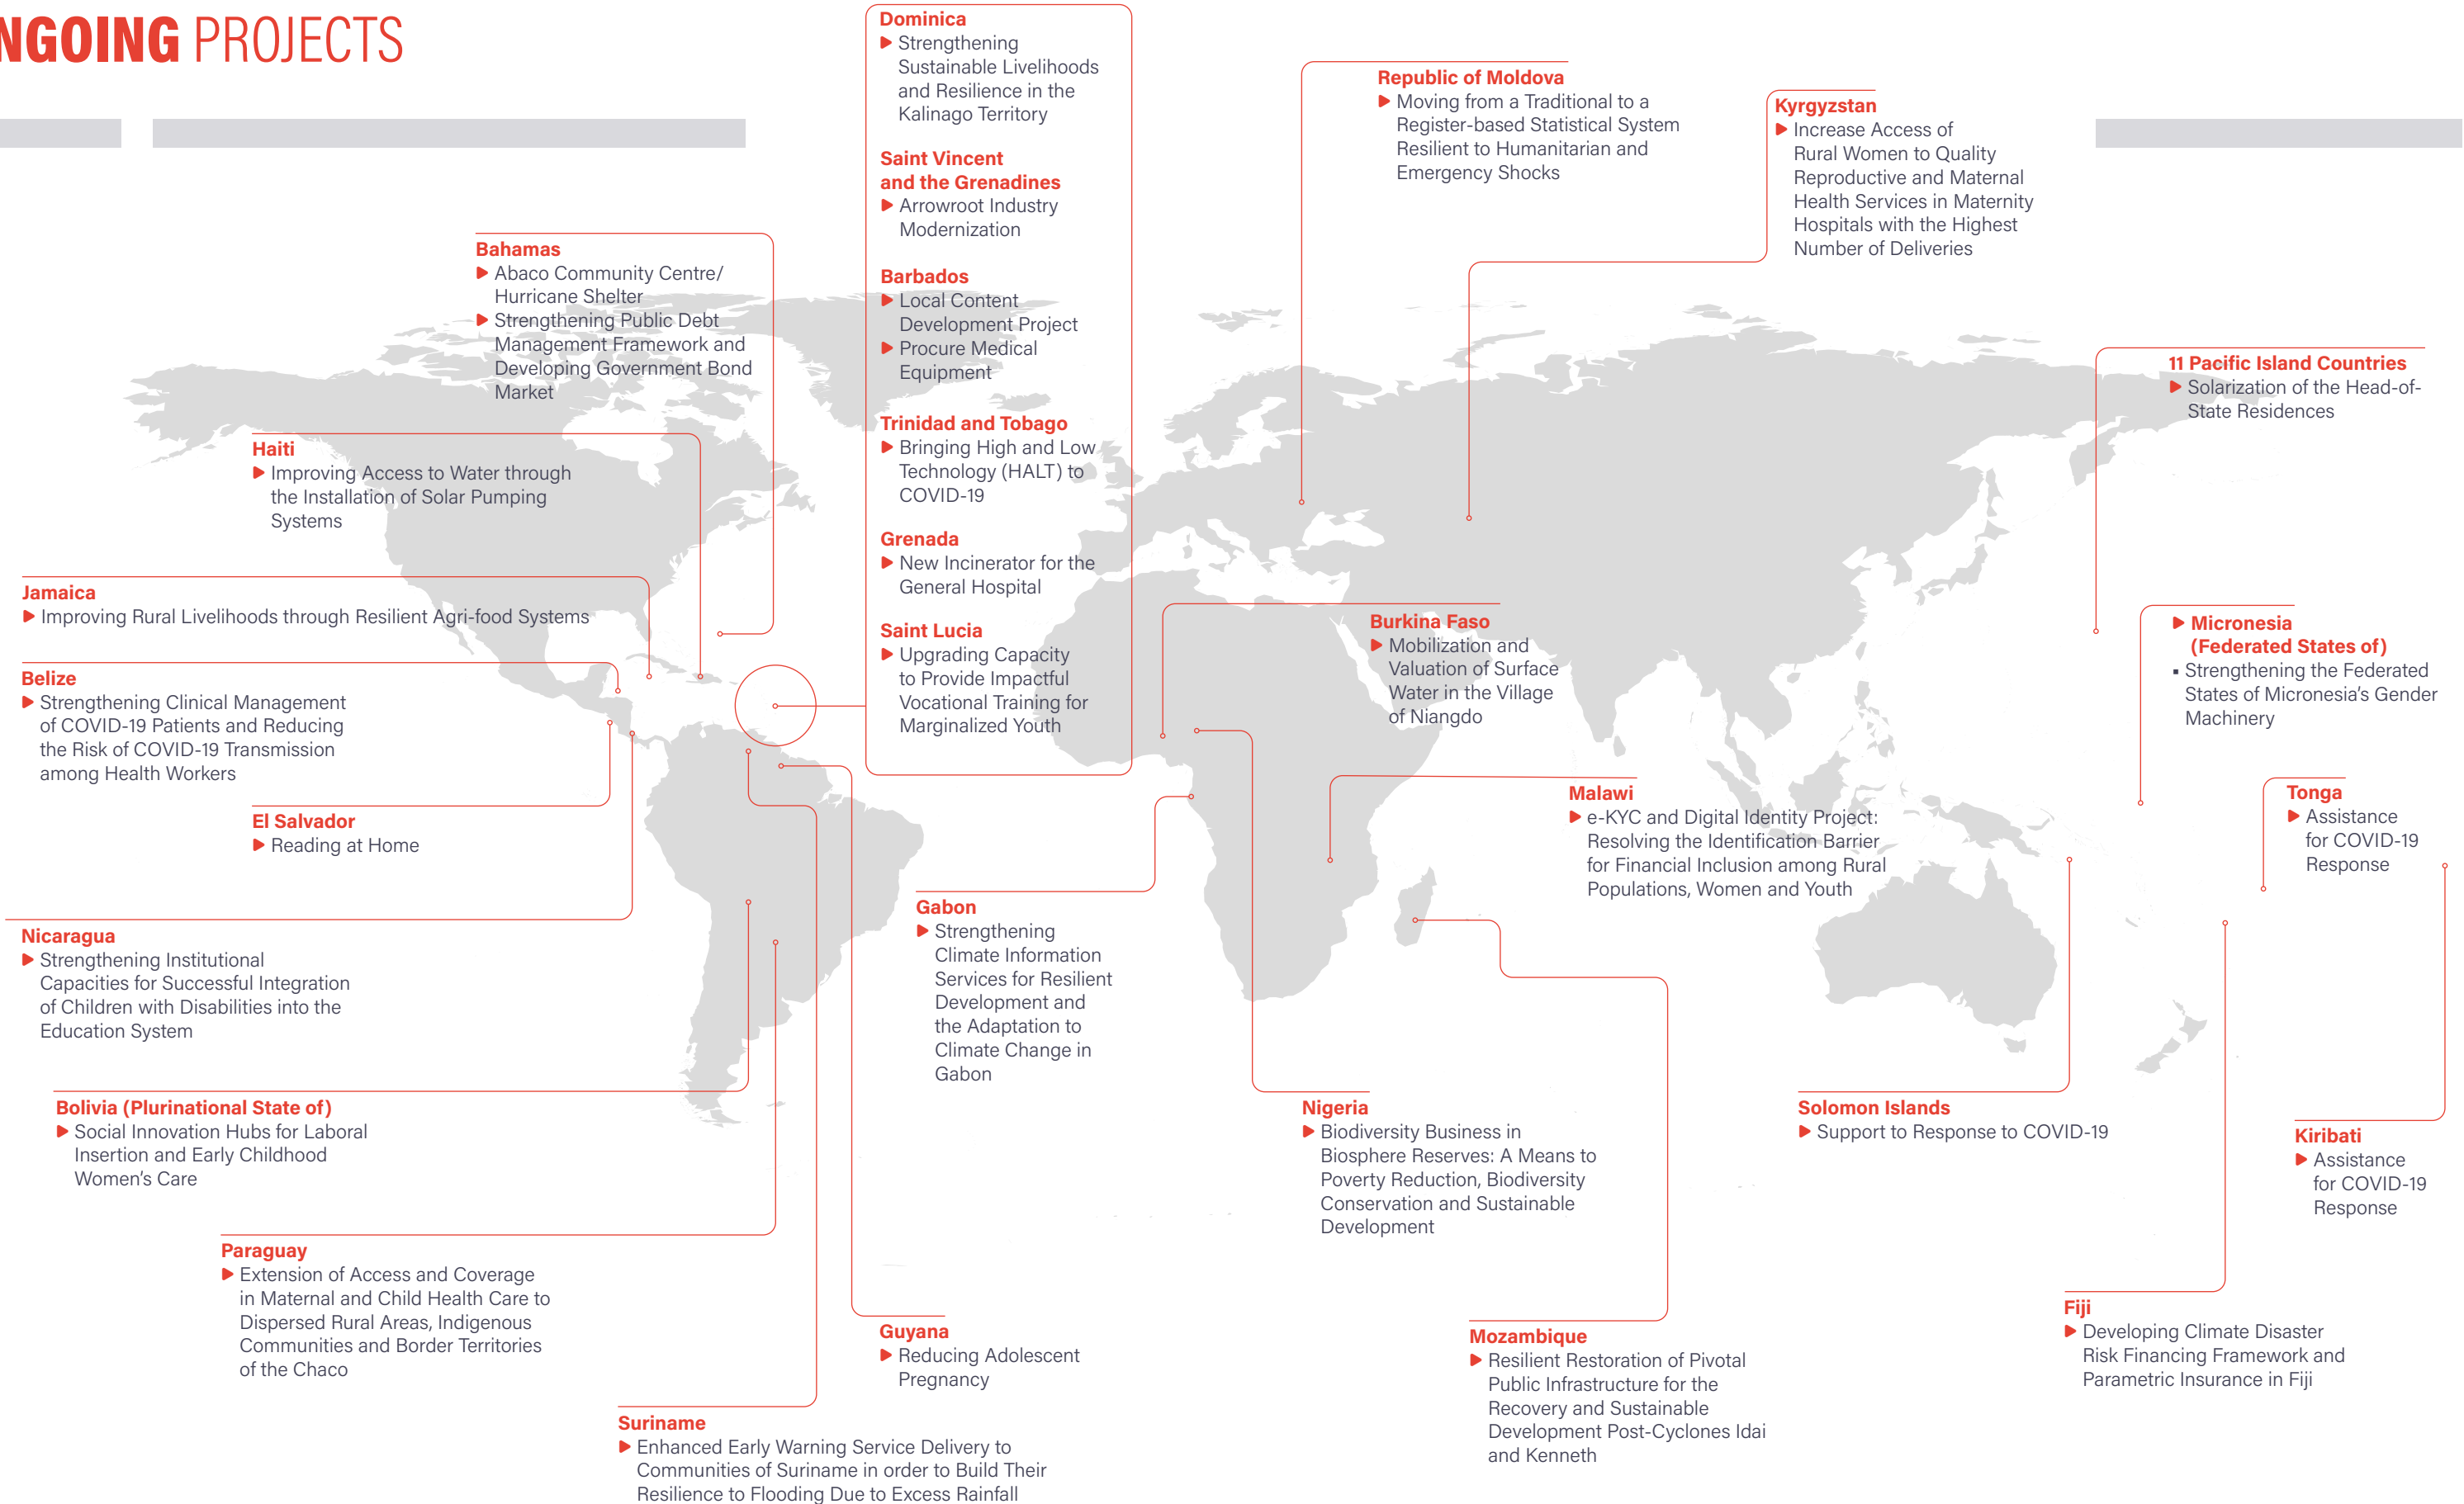 NGOING PROJECTS
Dominica
▶ Strengthening
Sustainable Livelihoods
and Resilience in the
Kalinago Territory
Saint Vincent
and the Grenadines
▶ Arrowroot Industry
Modernization
Barbados
▶ Local Content
Development Project
▶ Procure Medical
Equipment
Trinidad and Tobago
▶ Bringing High and Low
Technology (HALT) to
COVID-19
Grenada
▶ New Incinerator for the
General Hospital
Saint Lucia
▶ Upgrading Capacity
to Provide Impactful
Vocational Training for
Marginalized Youth
Republic of Moldova
▶ Moving from a Traditional to a
Register-based Statistical System
Resilient to Humanitarian and
Emergency Shocks
Kyrgyzstan
▶ Increase Access of
Rural Women to Quality
Reproductive and Maternal
Health Services in Maternity
Hospitals with the Highest
Number of Deliveries
Bahamas
▶ Abaco Community Centre/
Hurricane Shelter
▶ Strengthening Public Debt
Management Framework and
Developing Government Bond
Market
11 Pacific Island Countries
▶ Solarization of the Head-of-
State Residences
Haiti
▶ Improving Access to Water through
the Installation of Solar Pumping
Systems
Jamaica
▶ Improving Rural Livelihoods through Resilient Agri-food Systems
Burkina Faso
▶ Mobilization and
Valuation of Surface
Water in the Village
of Niangdo
▶ Micronesia
(Federated States of)
▪ Strengthening the Federated
States of Micronesia's Gender
Machinery
Belize
▶ Strengthening Clinical Management
of COVID-19 Patients and Reducing
the Risk of COVID-19 Transmission
among Health Workers
Malawi
▶ e-KYC and Digital Identity Project:
Resolving the Identification Barrier
for Financial Inclusion among Rural
Populations, Women and Youth
Tonga
▶ Assistance
for COVID-19
Response
El Salvador
▶ Reading at Home
Gabon
▶ Strengthening
Climate Information
Services for Resilient
Development and
the Adaptation to
Climate Change in
Gabon
Nicaragua
▶ Strengthening Institutional
Capacities for Successful Integration
of Children with Disabilities into the
Education System
Bolivia (Plurinational State of)
▶ Social Innovation Hubs for Laboral
Insertion and Early Childhood
Women's Care
Nigeria
▶ Biodiversity Business in
Biosphere Reserves: A Means to
Poverty Reduction, Biodiversity
Conservation and Sustainable
Development
Solomon Islands
▶ Support to Response to COVID-19
Kiribati
▶ Assistance
for COVID-19
Response
Paraguay
▶ Extension of Access and Coverage
in Maternal and Child Health Care to
Dispersed Rural Areas, Indigenous
Communities and Border Territories
of the Chaco
Guyana
▶ Reducing Adolescent
Pregnancy
Mozambique
▶ Resilient Restoration of Pivotal
Public Infrastructure for the
Recovery and Sustainable
Development Post-Cyclones Idai
and Kenneth
Fiji
▶ Developing Climate Disaster
Risk Financing Framework and
Parametric Insurance in Fiji
Suriname
▶ Enhanced Early Warning Service Delivery to
Communities of Suriname in order to Build Their
Resilience to Flooding Due to Excess Rainfall